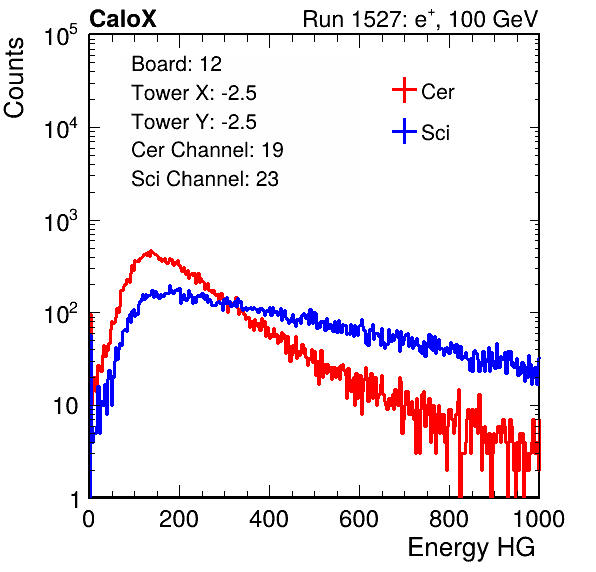 CaloX Run 1527: e⁺, 100 GeV
Counts
Board: 12
Tower X: -2.5
Tower Y: -2.5
Cer Channel: 19
Sci Channel: 23
Cer
Sci
10⁵
10⁴
10³
10²
10
1
0 200 400 600 800 1000
Energy HG